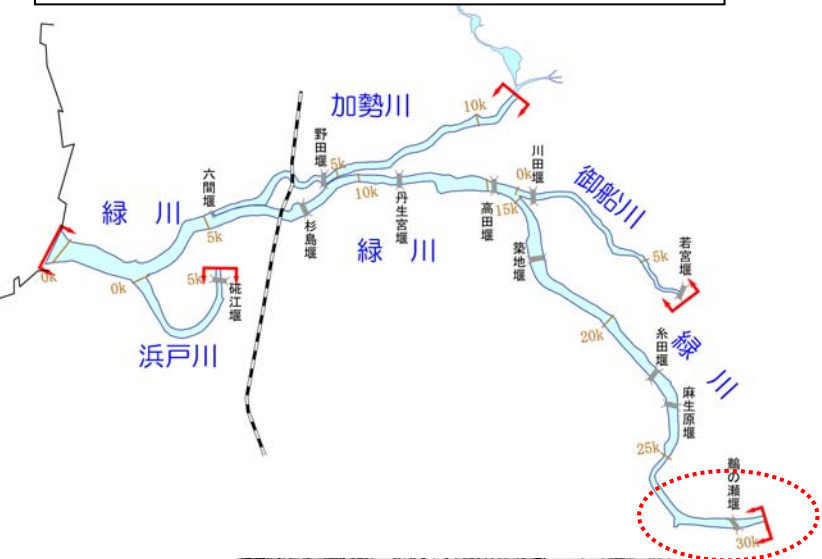 加勢川
10k
野田堰
5k
川田堰
0k
御船川
六間堰
緑　川
10k
丹生宮堰
高田堰
15k
5k
杉島堰
緑　川
築地堰
5k
若宮堰
0k
0k
5k
硴江堰
浜戸川
20k
糸田堰
緑　川
麻生原堰
25k
鵜の瀬堰
30k